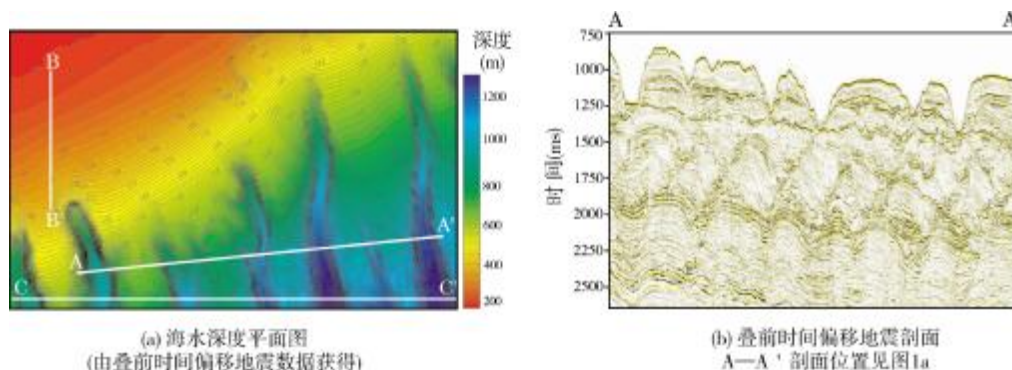 A
A'
750
1000
1250
1500
1750
2000
2250
2500
时 间(ms)
深度
(m)
1200
1000
800
600
400
200
B
B'
A
A'
C
C'
(a) 海水深度平面图
(由叠前时间偏移地震数据获得)
(b) 叠前时间偏移地震剖面
A—A ' 剖面位置见图1a